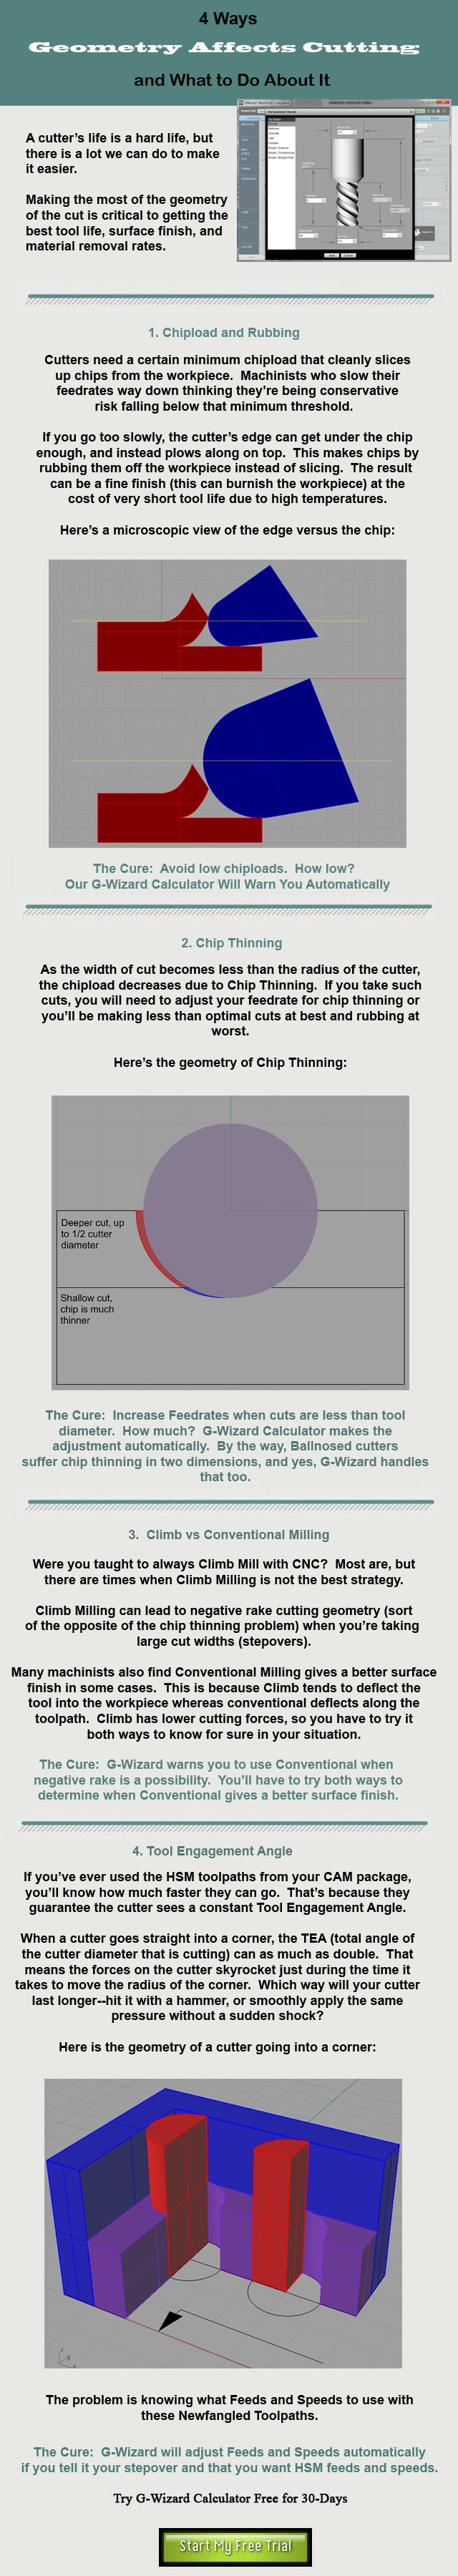 4 Ways
Geometry Affects Cutting
and What to Do About It
A cutter's life is a hard life, but
there is a lot we can do to make
it easier.
Making the most of the geometry
of the cut is critical to getting the
best tool life, surface finish, and
material removal rates.
1. Chipload and Rubbing
Cutters need a certain minimum chipload that cleanly slices
up chips from the workpiece.  Machinists who slow their
feedrates way down thinking they're being conservative
risk falling below that minimum threshold.
If you go too slowly, the cutter's edge can get under the chip
enough, and instead plows along on top.  This makes chips by
rubbing them off the workpiece instead of slicing.  The result
can be a fine finish (this can burnish the workpiece) at the
cost of very short tool life due to high temperatures.
Here's a microscopic view of the edge versus the chip:
The Cure:  Avoid low chiploads.  How low?
Our G-Wizard Calculator Will Warn You Automatically
2. Chip Thinning
As the width of cut becomes less than the radius of the cutter,
the chipload decreases due to Chip Thinning.  If you take such
cuts, you will need to adjust your feedrate for chip thinning or
you'll be making less than optimal cuts at best and rubbing at
worst.
Here's the geometry of Chip Thinning:
Deeper cut, up
to 1/2 cutter
diameter
Shallow cut,
chip is much
thinner
The Cure:  Increase Feedrates when cuts are less than tool
diameter.  How much?  G-Wizard Calculator makes the
adjustment automatically.  By the way, Ballnosed cutters
suffer chip thinning in two dimensions, and yes, G-Wizard handles
that too.
3.  Climb vs Conventional Milling
Were you taught to always Climb Mill with CNC?  Most are, but
there are times when Climb Milling is not the best strategy.
Climb Milling can lead to negative rake cutting geometry (sort
of the opposite of the chip thinning problem) when you're taking
large cut widths (stepovers).
Many machinists also find Conventional Milling gives a better surface
finish in some cases.  This is because Climb tends to deflect the
tool into the workpiece whereas conventional deflects along the
toolpath.  Climb has lower cutting forces, so you have to try it
both ways to know for sure in your situation.
The Cure:  G-Wizard warns you to use Conventional when
negative rake is a possibility.  You'll have to try both ways to
determine when Conventional gives a better surface finish.
4. Tool Engagement Angle
If you've ever used the HSM toolpaths from your CAM package,
you'll know how much faster they can go.  That's because they
guarantee the cutter sees a constant Tool Engagement Angle.
When a cutter goes straight into a corner, the TEA (total angle of
the cutter diameter that is cutting) can as much as double.  That
means the forces on the cutter skyrocket just during the time it
takes to move the radius of the corner.  Which way will your cutter
last longer--hit it with a hammer, or smoothly apply the same
pressure without a sudden shock?
Here is the geometry of a cutter going into a corner:
z
y
x
The problem is knowing what Feeds and Speeds to use with
these Newfangled Toolpaths.
The Cure:  G-Wizard will adjust Feeds and Speeds automatically
if you tell it your stepover and that you want HSM feeds and speeds.
Try G-Wizard Calculator Free for 30-Days
Start My Free Trial